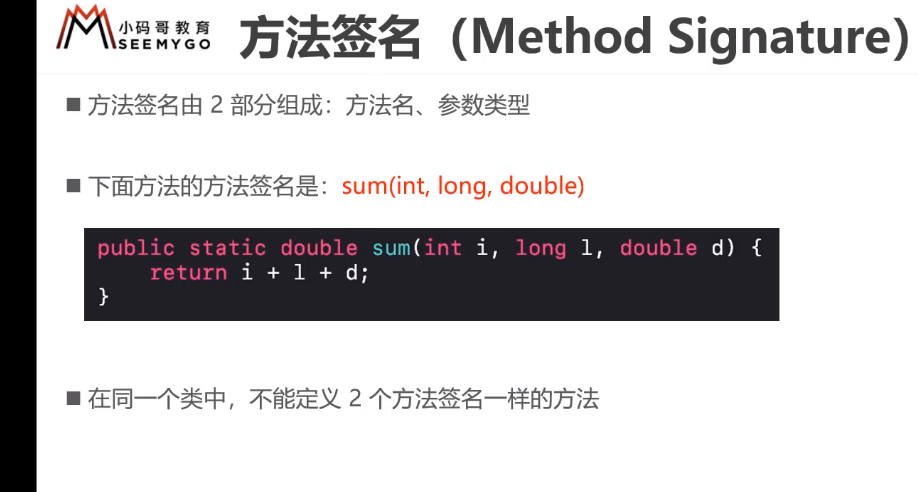 小码哥教育
SEEMYGO
方法签名（Method Signature）
■ 方法签名由 2 部分组成：方法名、参数类型
■ 下面方法的方法签名是：sum(int, long, double)
public static double sum(int i, long l, double d) {
    return i + l + d;
}
■ 在同一个类中，不能定义 2 个方法签名一样的方法